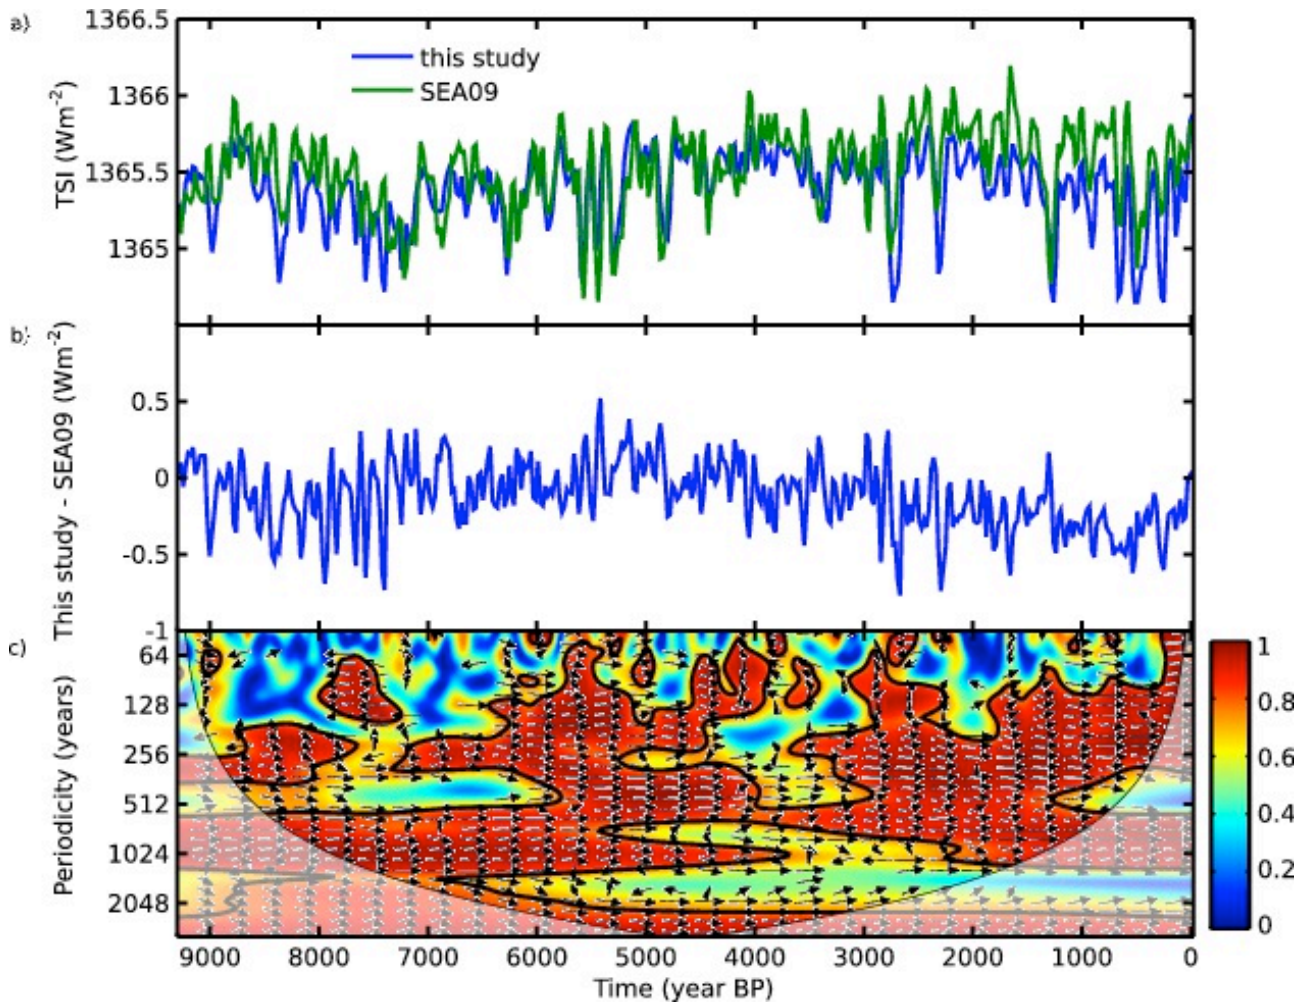 a)
1366.5
1366
1365.5
1365
TSI (Wm-2)
this study
SEA09
b)
0.5
0
-0.5
-1
This study - SEA09 (Wm-2)
c)
64
128
256
512
1024
2048
Periodicity (years)
1
0.8
0.6
0.4
0.2
0
9000 8000 7000 6000 5000 4000 3000 2000 1000 0
Time (year BP)